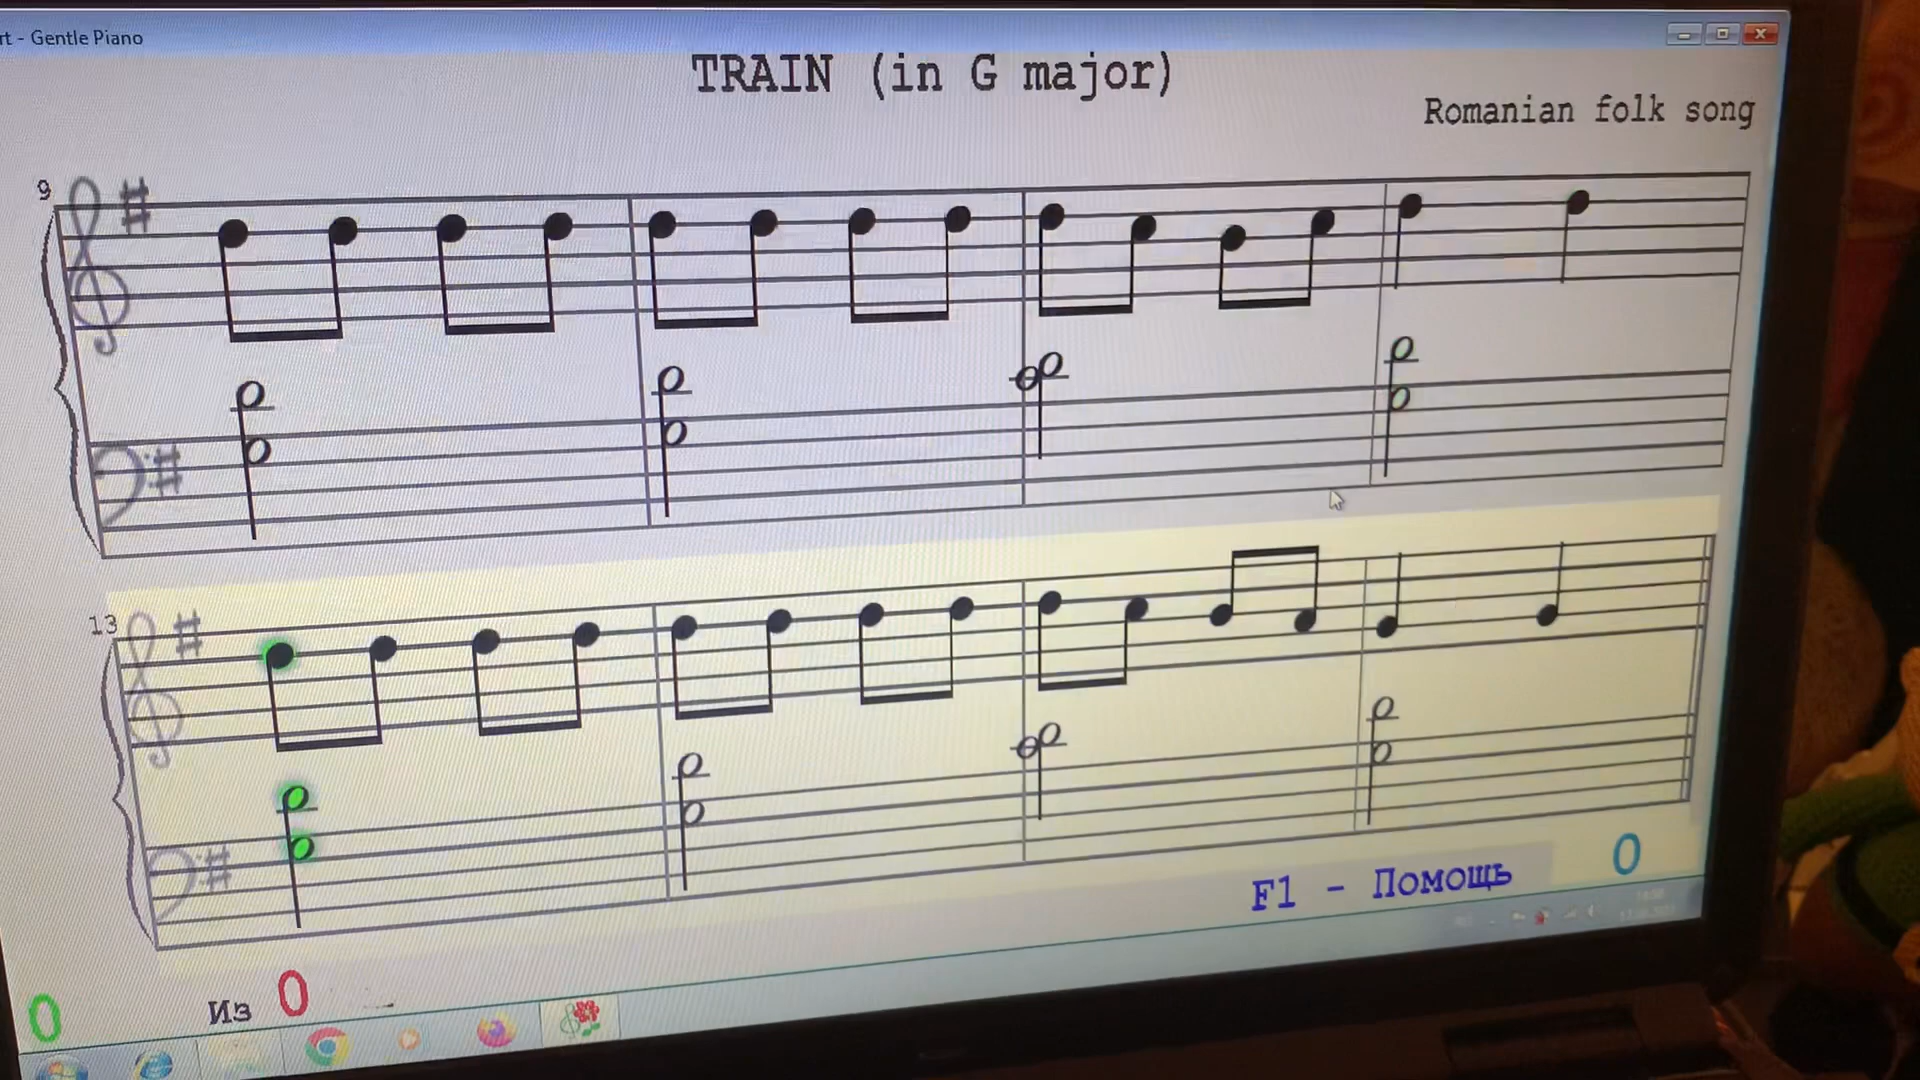 rt - Gentle Piano
TRAIN (in G major)
Romanian folk song
9
13
F1 - Помощь
0
0
Из
0